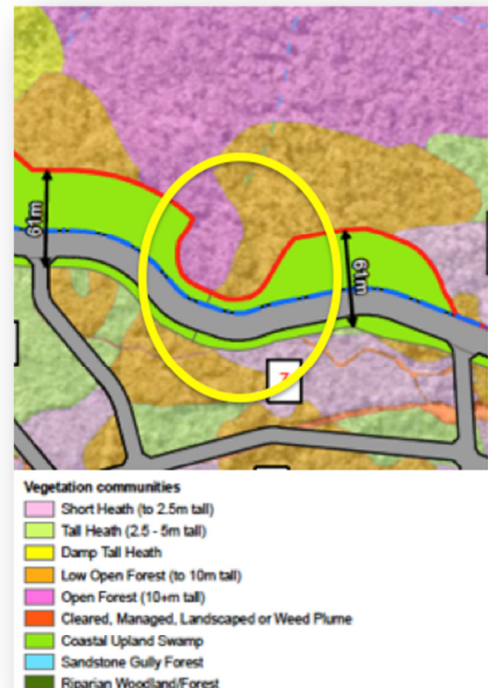 61m
61m
7
Vegetation communities
Short Heath (to 2.5m tall)
Tall Heath (2.5 - 5m tall)
Damp Tall Heath
Low Open Forest (to 10m tall)
Open Forest (10+m tall)
Cleared, Managed, Landscaped or Weed Plume
Coastal Upland Swamp
Sandstone Gully Forest
Riparian Woodland/Forest